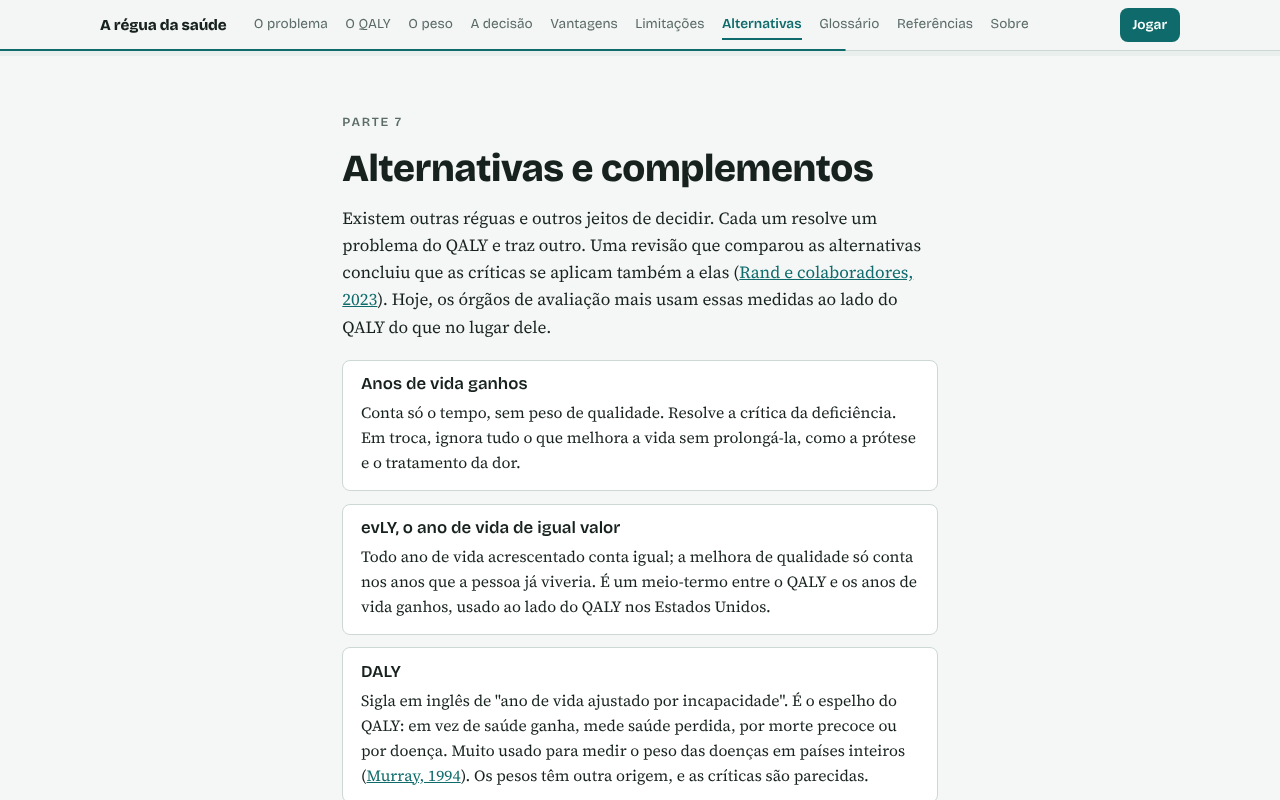 A régua da saúde O problema O QALY O peso A decisão Vantagens Limitações Alternativas Glossário Referências Sobre Jogar
PARTE 7
Alternativas e complementos
Existem outras réguas e outros jeitos de decidir. Cada um resolve um
problema do QALY e traz outro. Uma revisão que comparou as alternativas
concluiu que as críticas se aplicam também a elas (Rand e colaboradores,
2023). Hoje, os órgãos de avaliação mais usam essas medidas ao lado do
QALY do que no lugar dele.
Anos de vida ganhos
Conta só o tempo, sem peso de qualidade. Resolve a crítica da deficiência.
Em troca, ignora tudo o que melhora a vida sem prolongá-la, como a prótese
e o tratamento da dor.
evLY, o ano de vida de igual valor
Todo ano de vida acrescentado conta igual; a melhora de qualidade só conta
nos anos que a pessoa já viveria. É um meio-termo entre o QALY e os anos de
vida ganhos, usado ao lado do QALY nos Estados Unidos.
DALY
Sigla em inglês de "ano de vida ajustado por incapacidade". É o espelho do
QALY: em vez de saúde ganha, mede saúde perdida, por morte precoce ou
por doença. Muito usado para medir o peso das doenças em países inteiros
(Murray, 1994). Os pesos têm outra origem, e as críticas são parecidas.